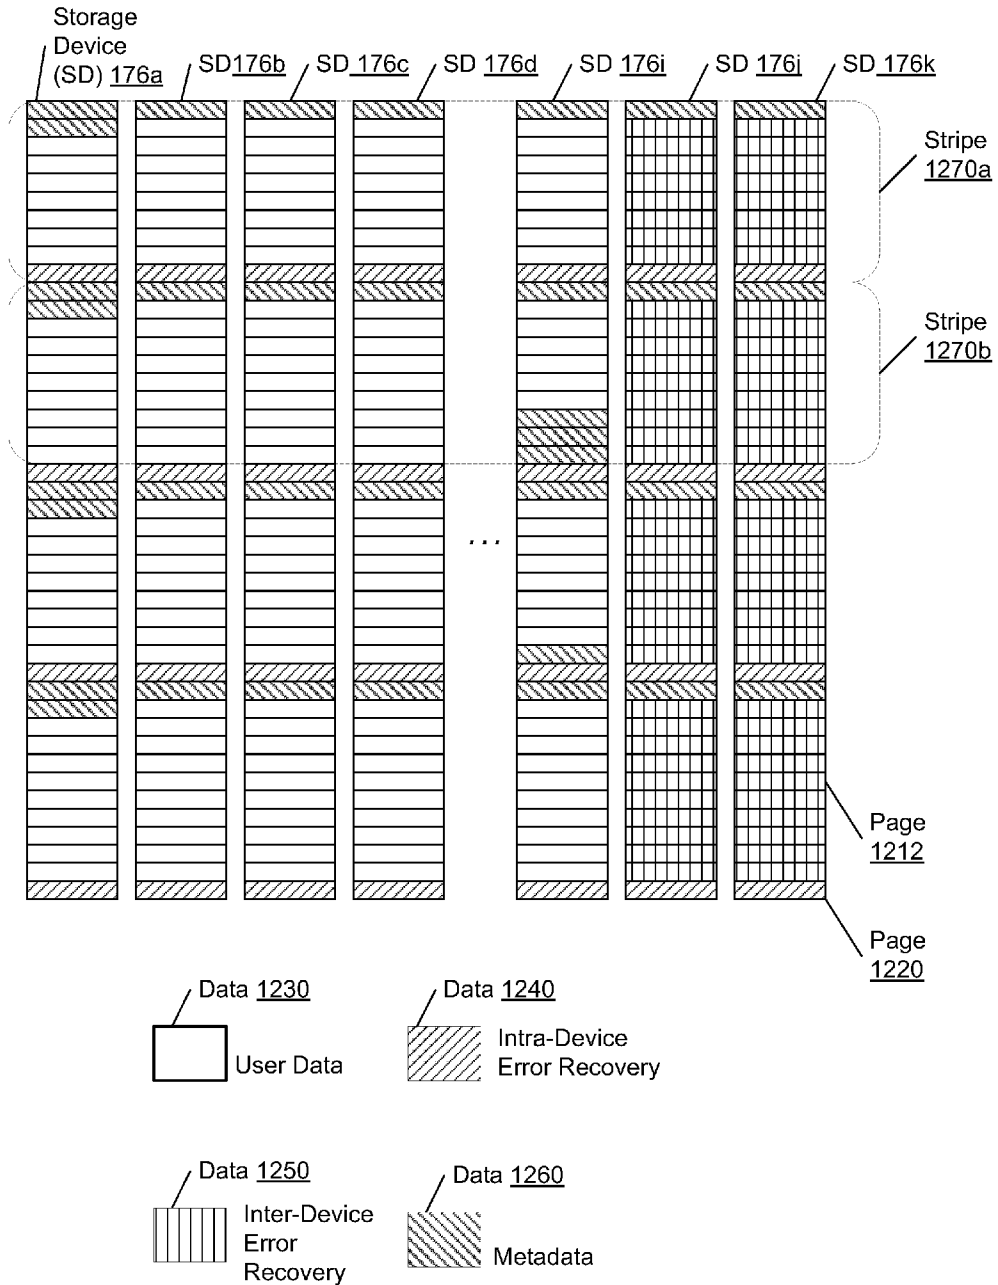 Storage
Device
(SD) 176a
SD176b
SD 176c
SD 176d
SD 176i
SD 176j
SD 176k
Stripe
1270a
Stripe
1270b
...
Page
1212
Page
1220
Data 1230
User Data
Data 1240
Intra-Device
Error Recovery
Data 1250
Inter-Device
Error
Recovery
Data 1260
Metadata